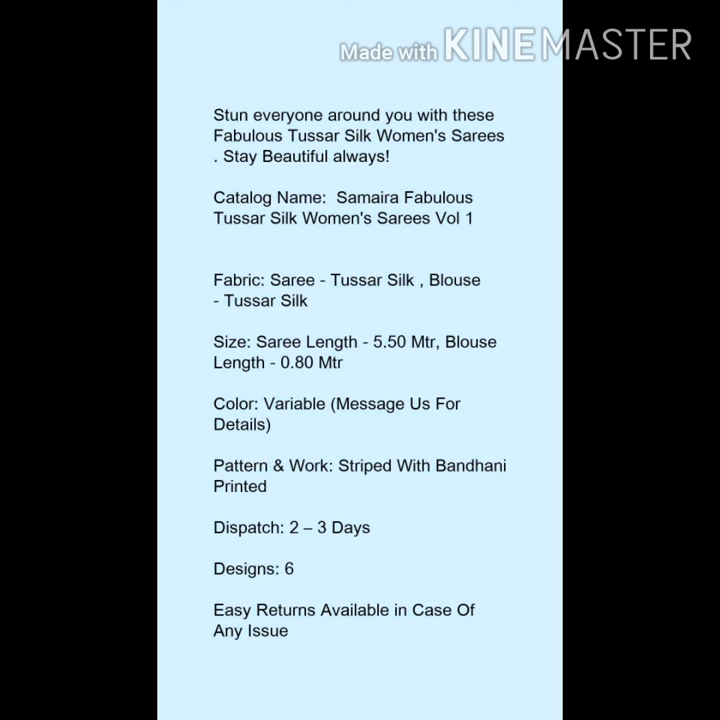 Made with KINEMASTER
Stun everyone around you with these
Fabulous Tussar Silk Women's Sarees
. Stay Beautiful always!
Catalog Name:  Samaira Fabulous
Tussar Silk Women's Sarees Vol 1
Fabric: Saree - Tussar Silk , Blouse
- Tussar Silk
Size: Saree Length - 5.50 Mtr, Blouse
Length - 0.80 Mtr
Color: Variable (Message Us For
Details)
Pattern & Work: Striped With Bandhani
Printed
Dispatch: 2 – 3 Days
Designs: 6
Easy Returns Available in Case Of
Any Issue